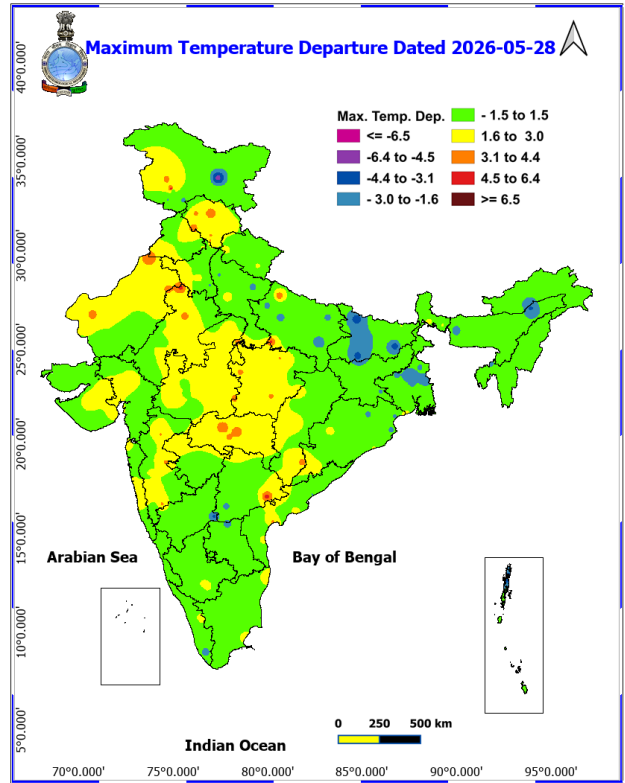 Maximum Temperature Departure Dated 2026-05-28
Max. Temp. Dep.
<= -6.5
-6.4 to -4.5
-4.4 to -3.1
- 3.0 to -1.6
- 1.5 to 1.5
1.6 to 3.0
3.1 to 4.4
4.5 to 6.4
>= 6.5
40°0.000'
35°0.000'
30°0.000'
25°0.000'
20°0.000'
15°0.000'
10°0.000'
5°0.000'
Arabian Sea
Bay of Bengal
Indian Ocean
0 250 500 km
70°0.000' 75°0.000' 80°0.000' 85°0.000' 90°0.000' 95°0.000'